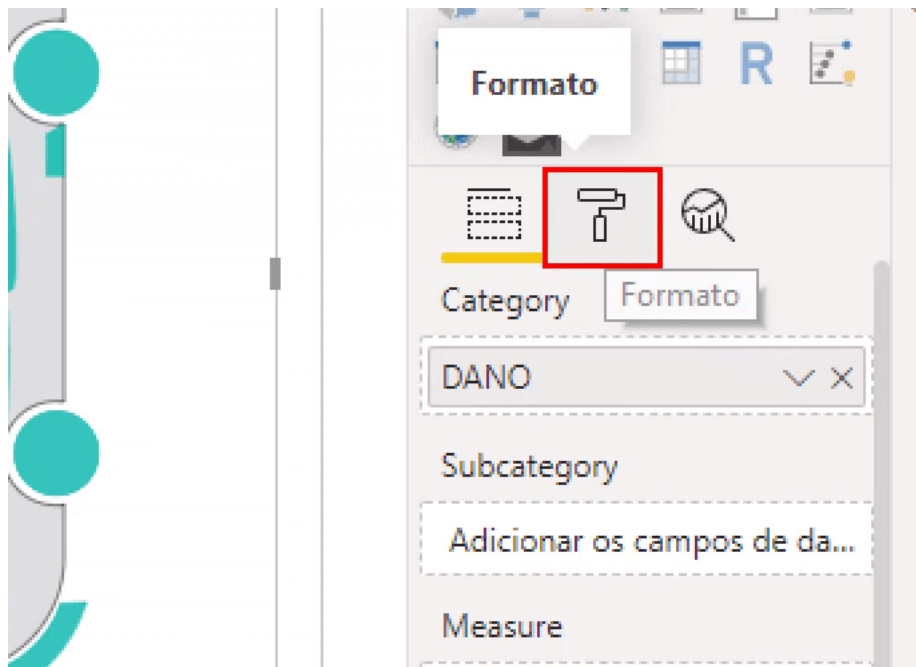 Formato
R
Category
Formato
DANO
Subcategory
Adicionar os campos de da...
Measure